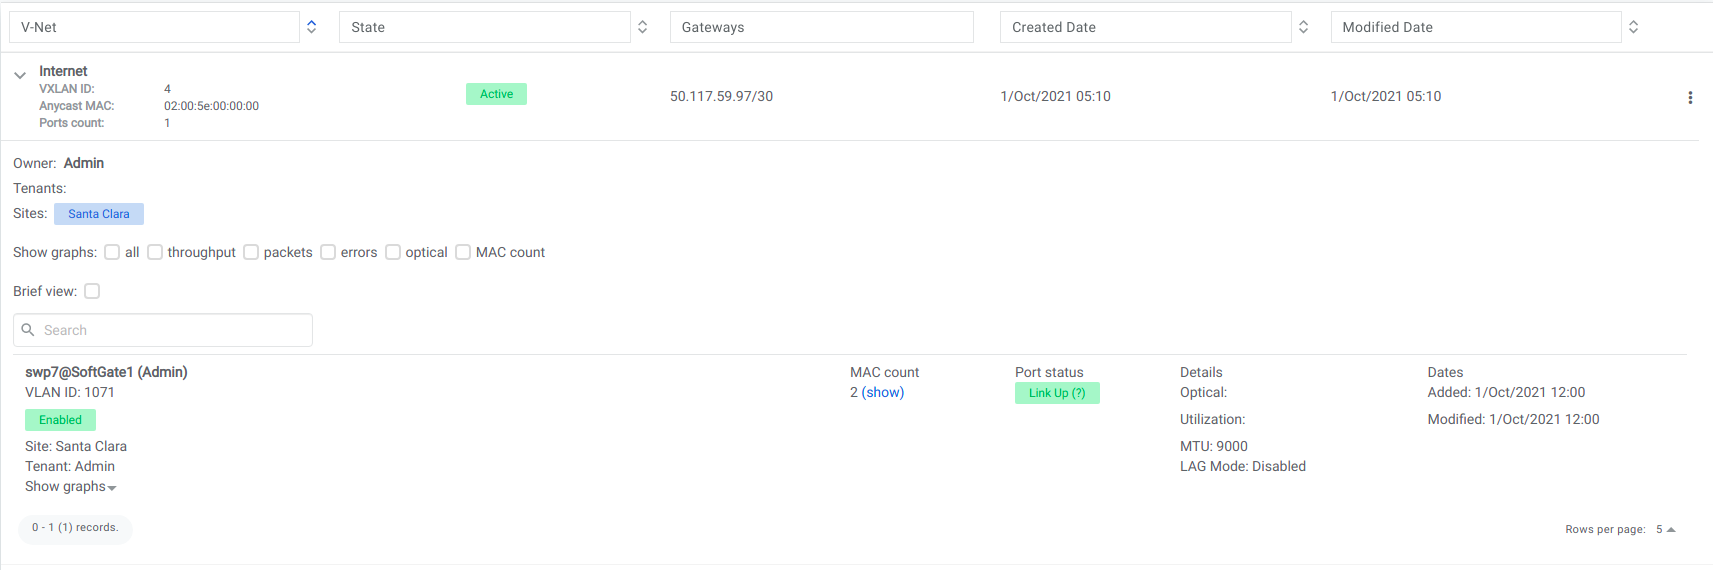 V-Net State Gateways Created Date Modified Date
Internet
VXLAN ID: 4
Anycast MAC: 02:00:5e:00:00:00
Ports count: 1
Active 50.117.59.97/30 1/Oct/2021 05:10 1/Oct/2021 05:10
Owner: Admin
Tenants:
Sites: Santa Clara
Show graphs: all throughput packets errors optical MAC count
Brief view:
Search
swp7@SoftGate1 (Admin) MAC count Port status Details Dates
VLAN ID: 1071 2 (show) Link Up (?) Optical: Added: 1/Oct/2021 12:00
Enabled Utilization: Modified: 1/Oct/2021 12:00
Site: Santa Clara MTU: 9000
Tenant: Admin LAG Mode: Disabled
Show graphs
0 - 1 (1) records. Rows per page: 5